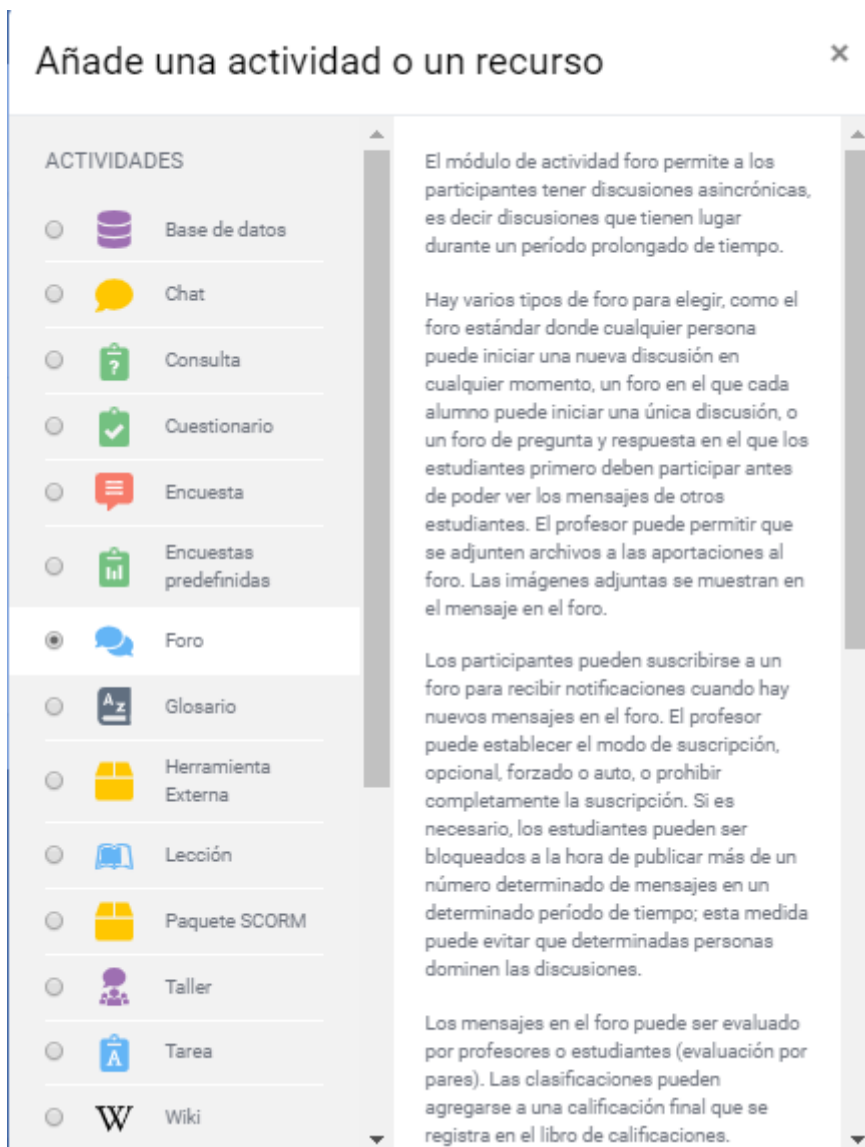 Añade una actividad o un recurso
×
ACTIVIDADES
Base de datos
Chat
Consulta
Cuestionario
Encuesta
Encuestas
predefinidas
Foro
Glosario
Herramienta
Externa
Lección
Paquete SCORM
Taller
Tarea
Wiki
El módulo de actividad foro permite a los
participantes tener discusiones asincrónicas,
es decir discusiones que tienen lugar
durante un período prolongado de tiempo.
Hay varios tipos de foro para elegir, como el
foro estándar donde cualquier persona
puede iniciar una nueva discusión en
cualquier momento, un foro en el que cada
alumno puede iniciar una única discusión, o
un foro de pregunta y respuesta en el que los
estudiantes primero deben participar antes
de poder ver los mensajes de otros
estudiantes. El profesor puede permitir que
se adjunten archivos a las aportaciones al
foro. Las imágenes adjuntas se muestran en
el mensaje en el foro.
Los participantes pueden suscribirse a un
foro para recibir notificaciones cuando hay
nuevos mensajes en el foro. El profesor
puede establecer el modo de suscripción,
opcional, forzado o auto, o prohibir
completamente la suscripción. Si es
necesario, los estudiantes pueden ser
bloqueados a la hora de publicar más de un
número determinado de mensajes en un
determinado período de tiempo; esta medida
puede evitar que determinadas personas
dominen las discusiones.
Los mensajes en el foro puede ser evaluado
por profesores o estudiantes (evaluación por
pares). Las clasificaciones pueden
agregarse a una calificación final que se
registra en el libro de calificaciones.